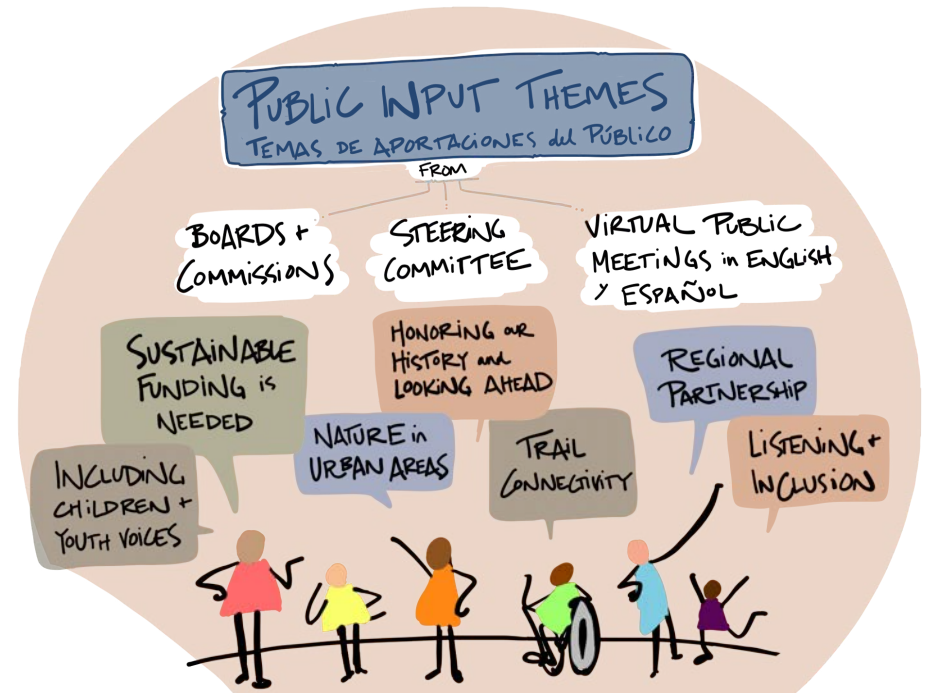 PUBLIC INPUT THEMES
TEMAS DE APORTACIONES del PÚBLICO
FROM
BOARDS +
COMMISSIONS
STEERING
COMMITTEE
VIRTUAL PUBLIC
MEETINGS in ENGLISH
Y ESPAÑOL
SUSTAINABLE
FUNDING is
NEEDED
HONORING our
HISTORY and
LOOKING AHEAD
REGIONAL
PARTNERSHIP
INCLUDING
CHILDREN +
YOUTH VOICES
NATURE in
URBAN AREAS
TRAIL
CONNECTIVITY
LISTENING +
INCLUSION